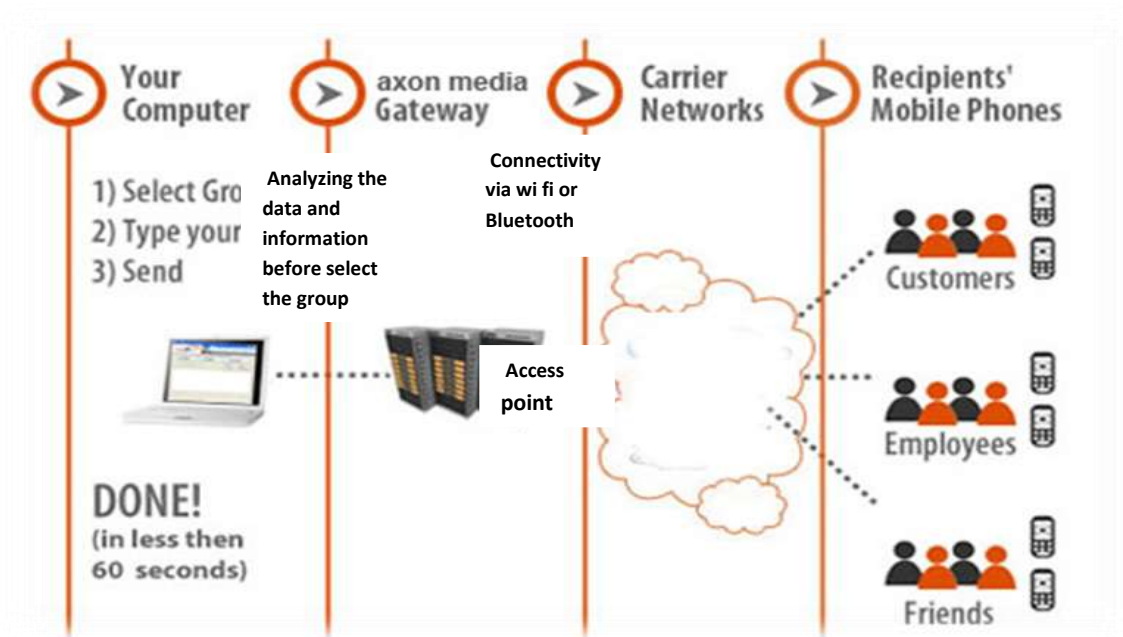 Your
Computer
axon media
Gateway
Carrier
Networks
Recipients'
Mobile Phones
1) Select Gro
2) Type your
3) Send
Analyzing the
data and
information
before select
the group
Connectivity
via wi fi or
Bluetooth
Access
point
Customers
Employees
Friends
DONE!
(in less then
60 seconds)